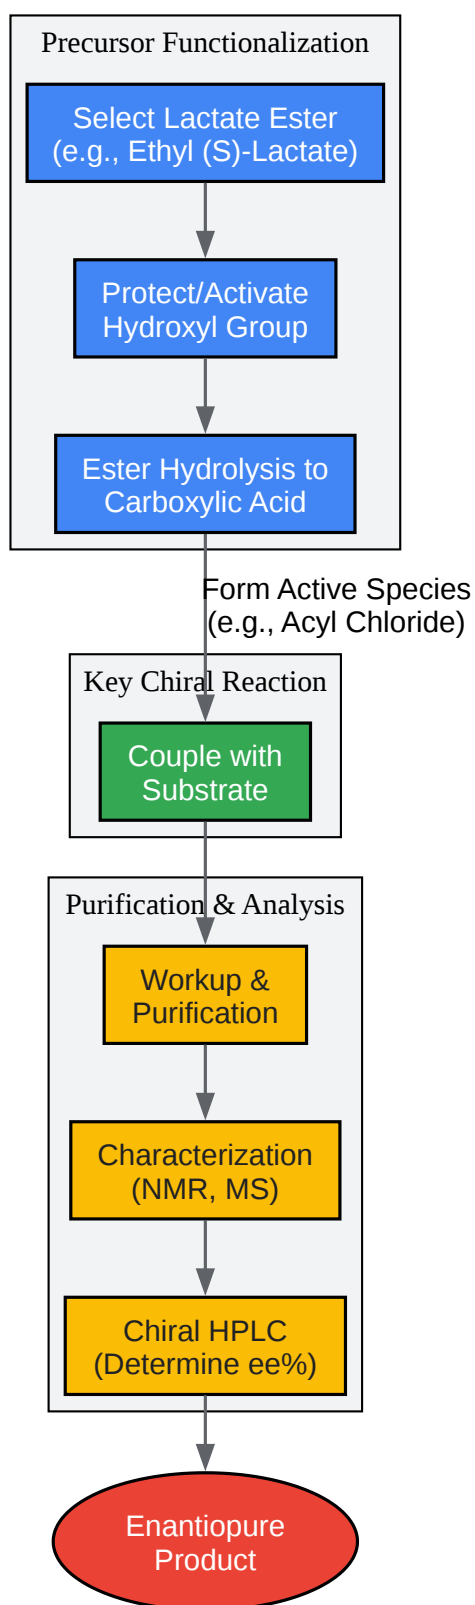 Precursor Functionalization
Select Lactate Ester
(e.g., Ethyl (S)-Lactate)
Protect/Activate
Hydroxyl Group
Ester Hydrolysis to
Carboxylic Acid
Form Active Species
(e.g., Acyl Chloride)
Key Chiral Reaction
Couple with
Substrate
Purification & Analysis
Workup &
Purification
Characterization
(NMR, MS)
Chiral HPLC
(Determine ee%)
Enantiopure
Product